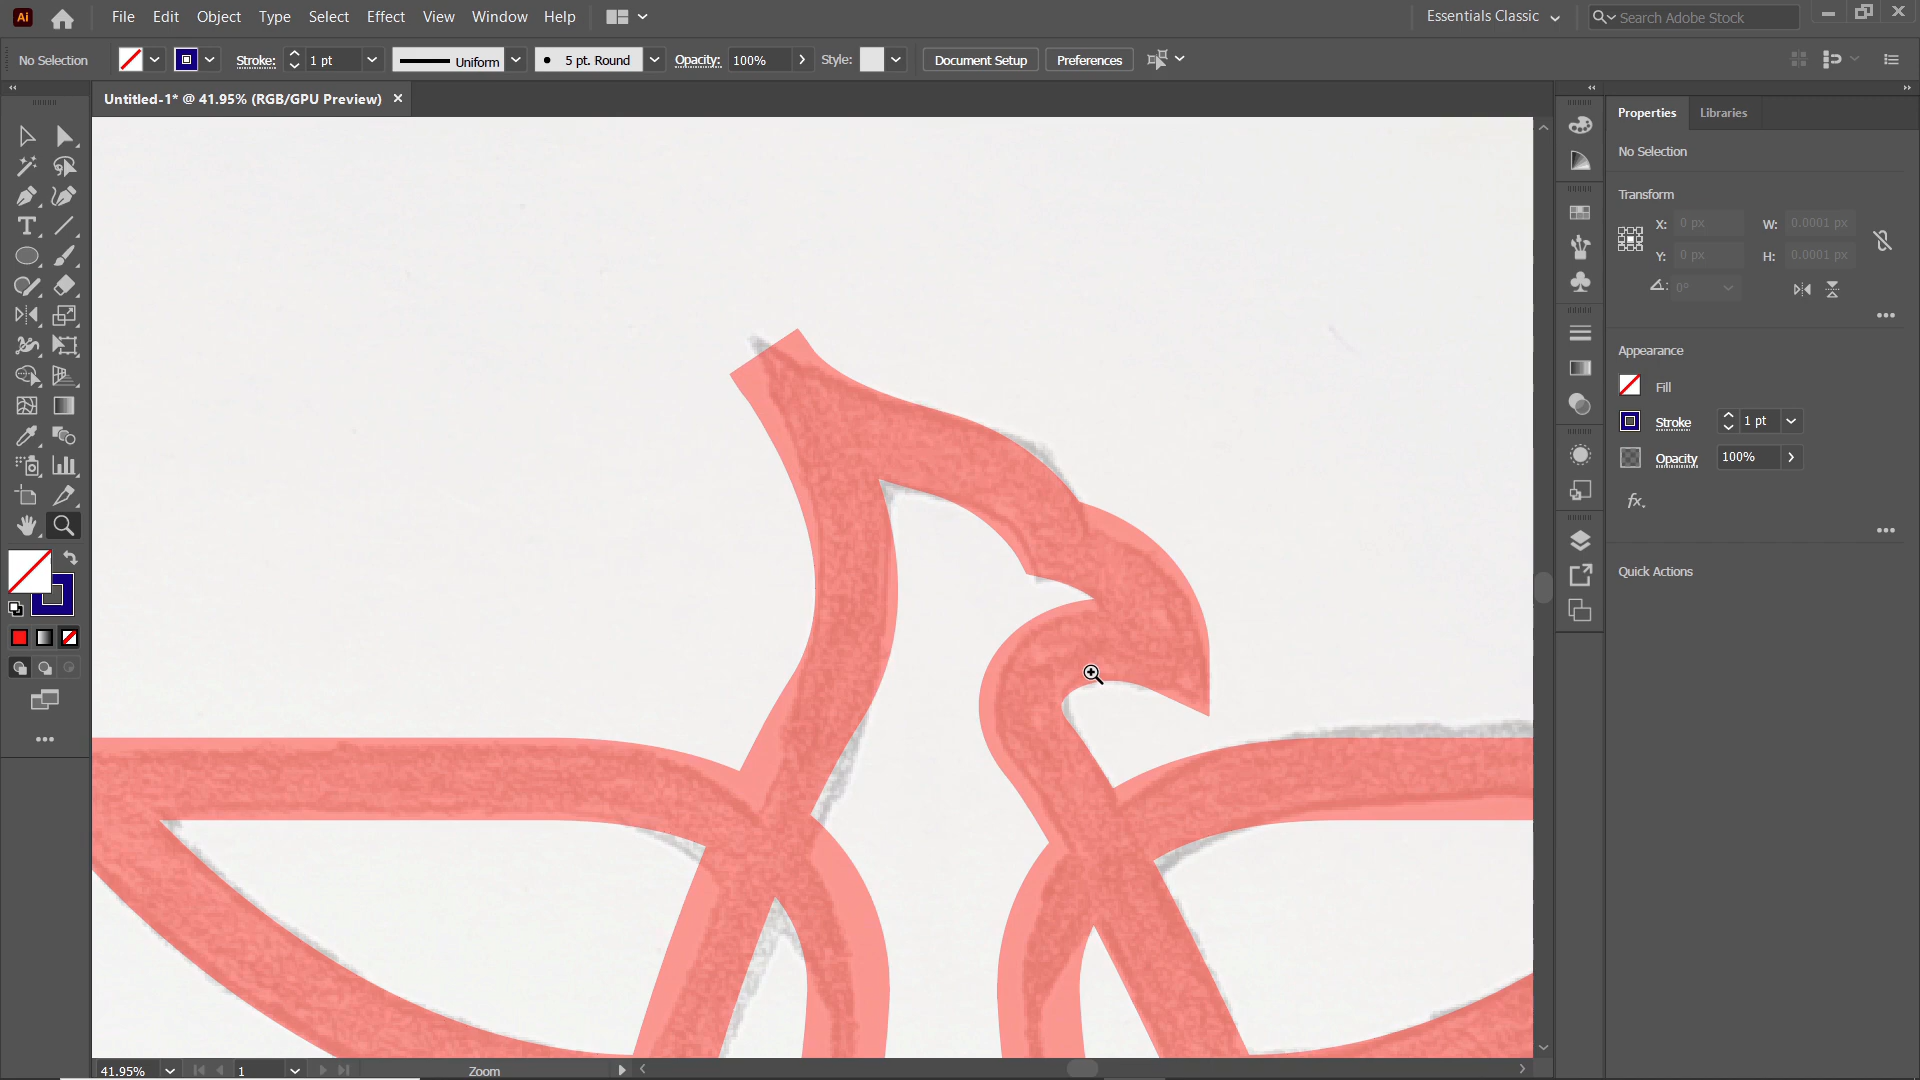 Ai File Edit Object Type Select Effect View Window Help Essentials Classic Search Adobe Stock
No Selection Stroke: 1 pt Uniform 5 pt. Round Opacity: 100% Style: Document Setup Preferences
Untitled-1* @ 41.95% (RGB/GPU Preview)
Properties Libraries
No Selection
Transform
X: 0 px W: 0.0001 px
Y: 0 px H: 0.0001 px
0°
Appearance
Fill
Stroke 1 pt
Opacity 100%
fx.
Quick Actions
41.95% 1 Zoom